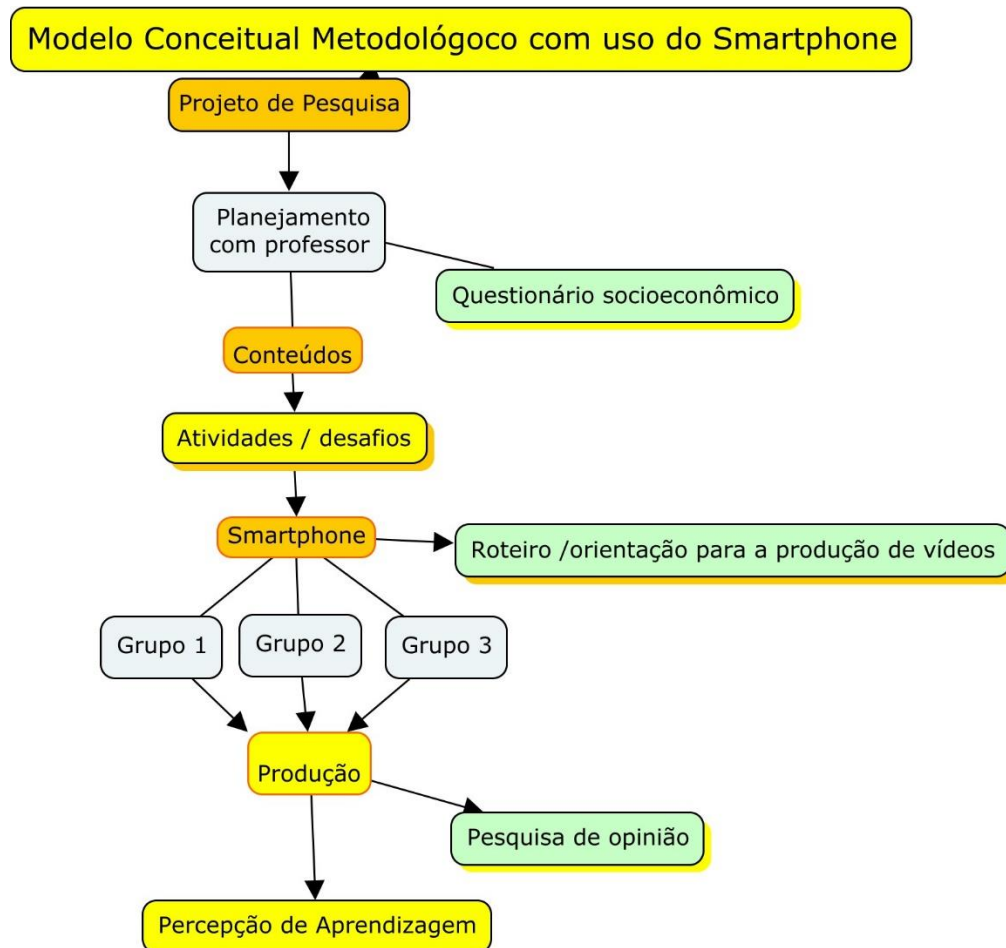 Modelo Conceitual Metodológoco com uso do Smartphone
Projeto de Pesquisa
Planejamento
com professor
Questionário socioeconômico
Conteúdos
Atividades / desafios
Smartphone
Roteiro /orientação para a produção de vídeos
Grupo 1
Grupo 2
Grupo 3
Produção
Pesquisa de opinião
Percepção de Aprendizagem